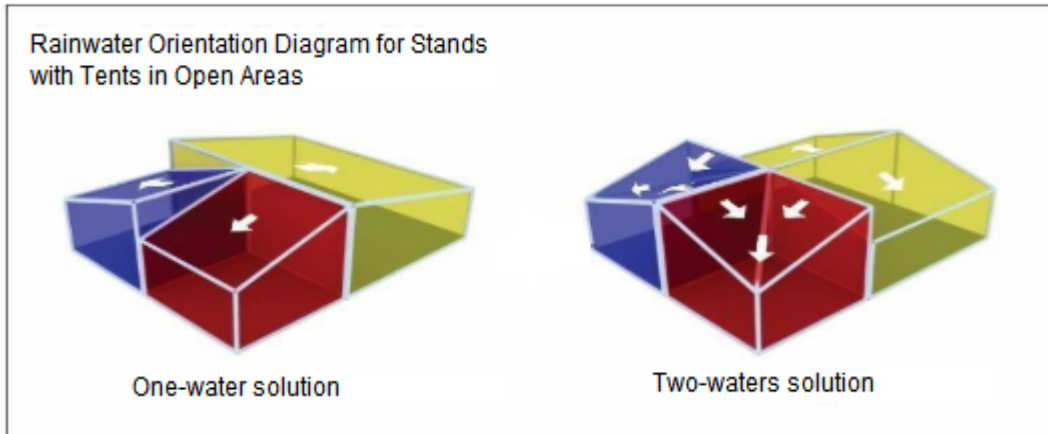 Rainwater Orientation Diagram for Stands
with Tents in Open Areas
One-water solution
Two-waters solution